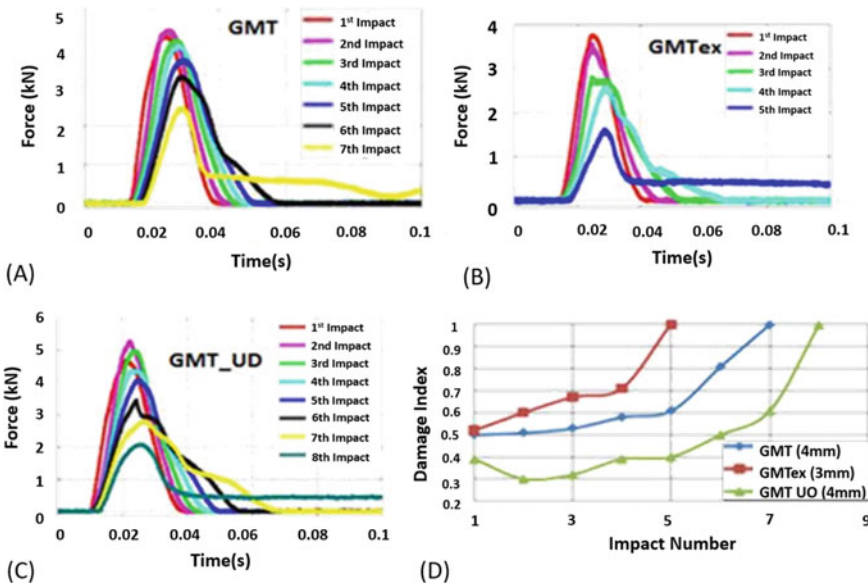 GMT
Force (kN)
5
4
3
2
1
0
0 0.02 0.04 0.06 0.08 0.1
Time(s)
1st Impact
2nd Impact
3rd Impact
4th Impact
5th Impact
6th Impact
7th Impact
(A)
GMTex
Force (kN)
4
3
2
1
0
0 0.02 0.04 0.06 0.08 0.1
Time(s)
1st Impact
2nd Impact
3rd Impact
4th Impact
5th Impact
(B)
GMT_UD
Force (kN)
6
5
4
3
2
1
0
0 0.02 0.04 0.06 0.08 0.1
Time(s)
1st Impact
2nd Impact
3rd Impact
4th Impact
5th Impact
6th Impact
7th Impact
8th Impact
(C)
Damage Index
1
0.9
0.8
0.7
0.6
0.5
0.4
0.3
0.2
1 3 5 7 9
Impact Number
GMT (4mm)
GMTex (3mm)
GMT UO (4mm)
(D)